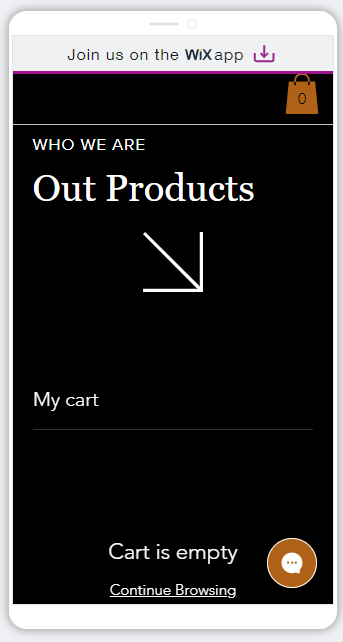 Join us on the WiX app
0
WHO WE ARE
Out Products
My cart
Cart is empty
Continue Browsing